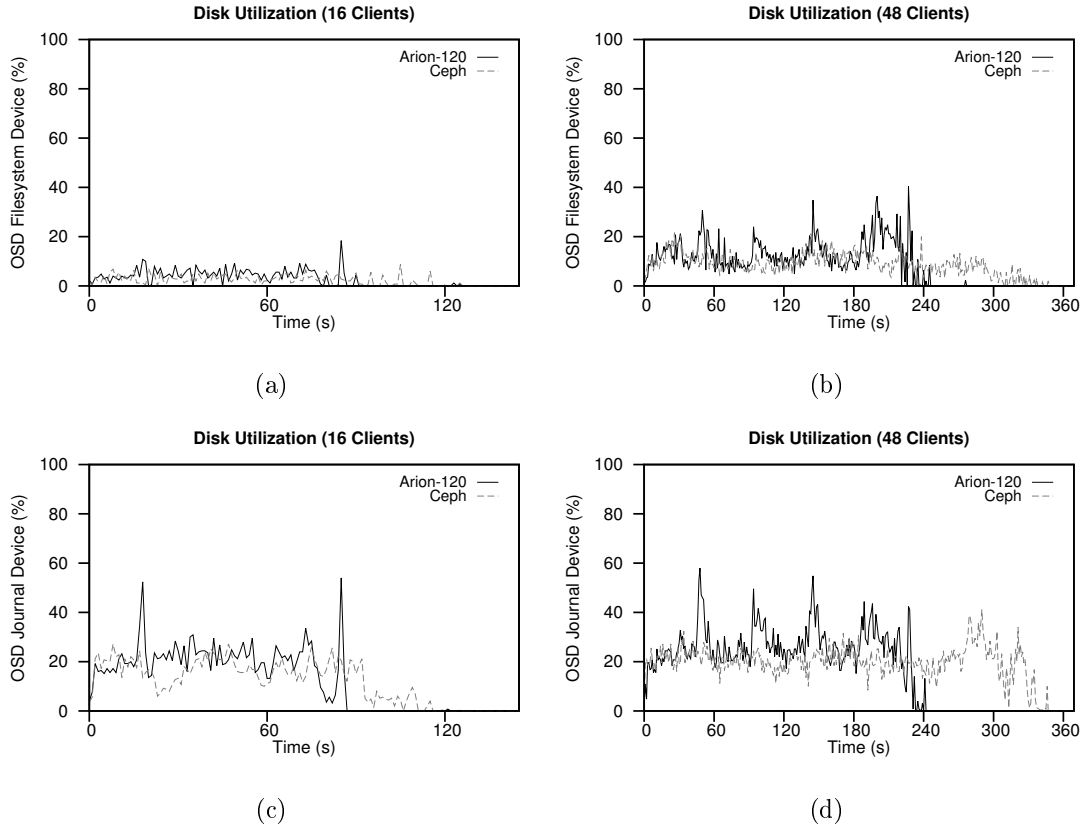 Disk Utilization (16 Clients)
OSD Filesystem Device (%)
100
80
60
40
20
0
Arion-120
Ceph
0 60 120
Time (s)
(a)
Disk Utilization (48 Clients)
OSD Filesystem Device (%)
100
80
60
40
20
0
Arion-120
Ceph
0 60 120 180 240 300 360
Time (s)
(b)
Disk Utilization (16 Clients)
OSD Journal Device (%)
100
80
60
40
20
0
Arion-120
Ceph
0 60 120
Time (s)
(c)
Disk Utilization (48 Clients)
OSD Journal Device (%)
100
80
60
40
20
0
Arion-120
Ceph
0 60 120 180 240 300 360
Time (s)
(d)